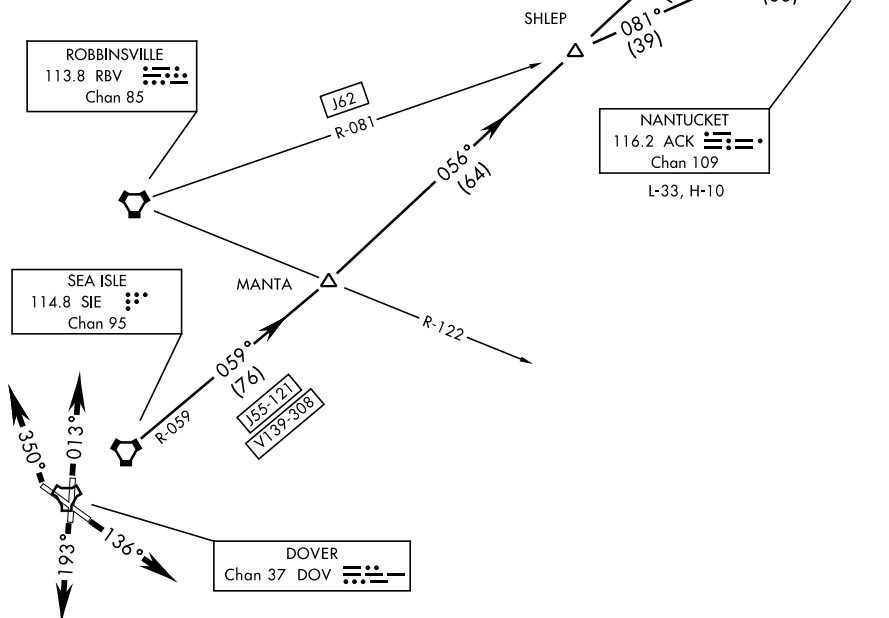 SHLEP
081°
(39)
ROBBINSVILLE
113.8 RBV
Chan 85
J62
R-081
NANTUCKET
116.2 ACK
Chan 109
L-33, H-10
056°
(64)
SEA ISLE
114.8 SIE
Chan 95
MANTA
R-122
059°
(76)
J55-121
V139-308
R-059
350°
013°
193°
136°
DOVER
Chan 37 DOV